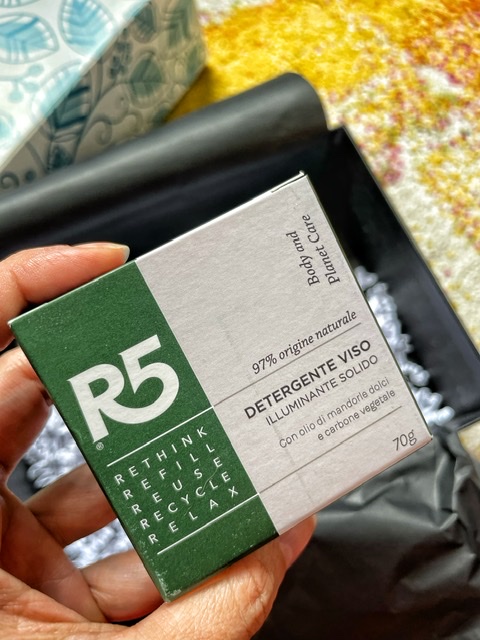 R5®
RETHINK
REFILL
REUSE
RECYCLE
RELAX
Body and
Planet Care
97% origine naturale
DETERGENTE VISO
ILLUMINANTE SOLIDO
Con olio di mandorle dolci
e carbone vegetale
70g